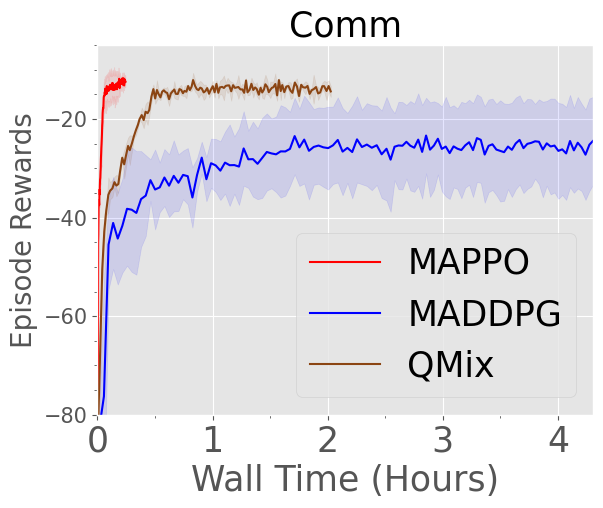 Comm
Episode Rewards
−20
−40
−60
−80
MAPPO
MADDPG
QMix
0 1 2 3 4
Wall Time (Hours)